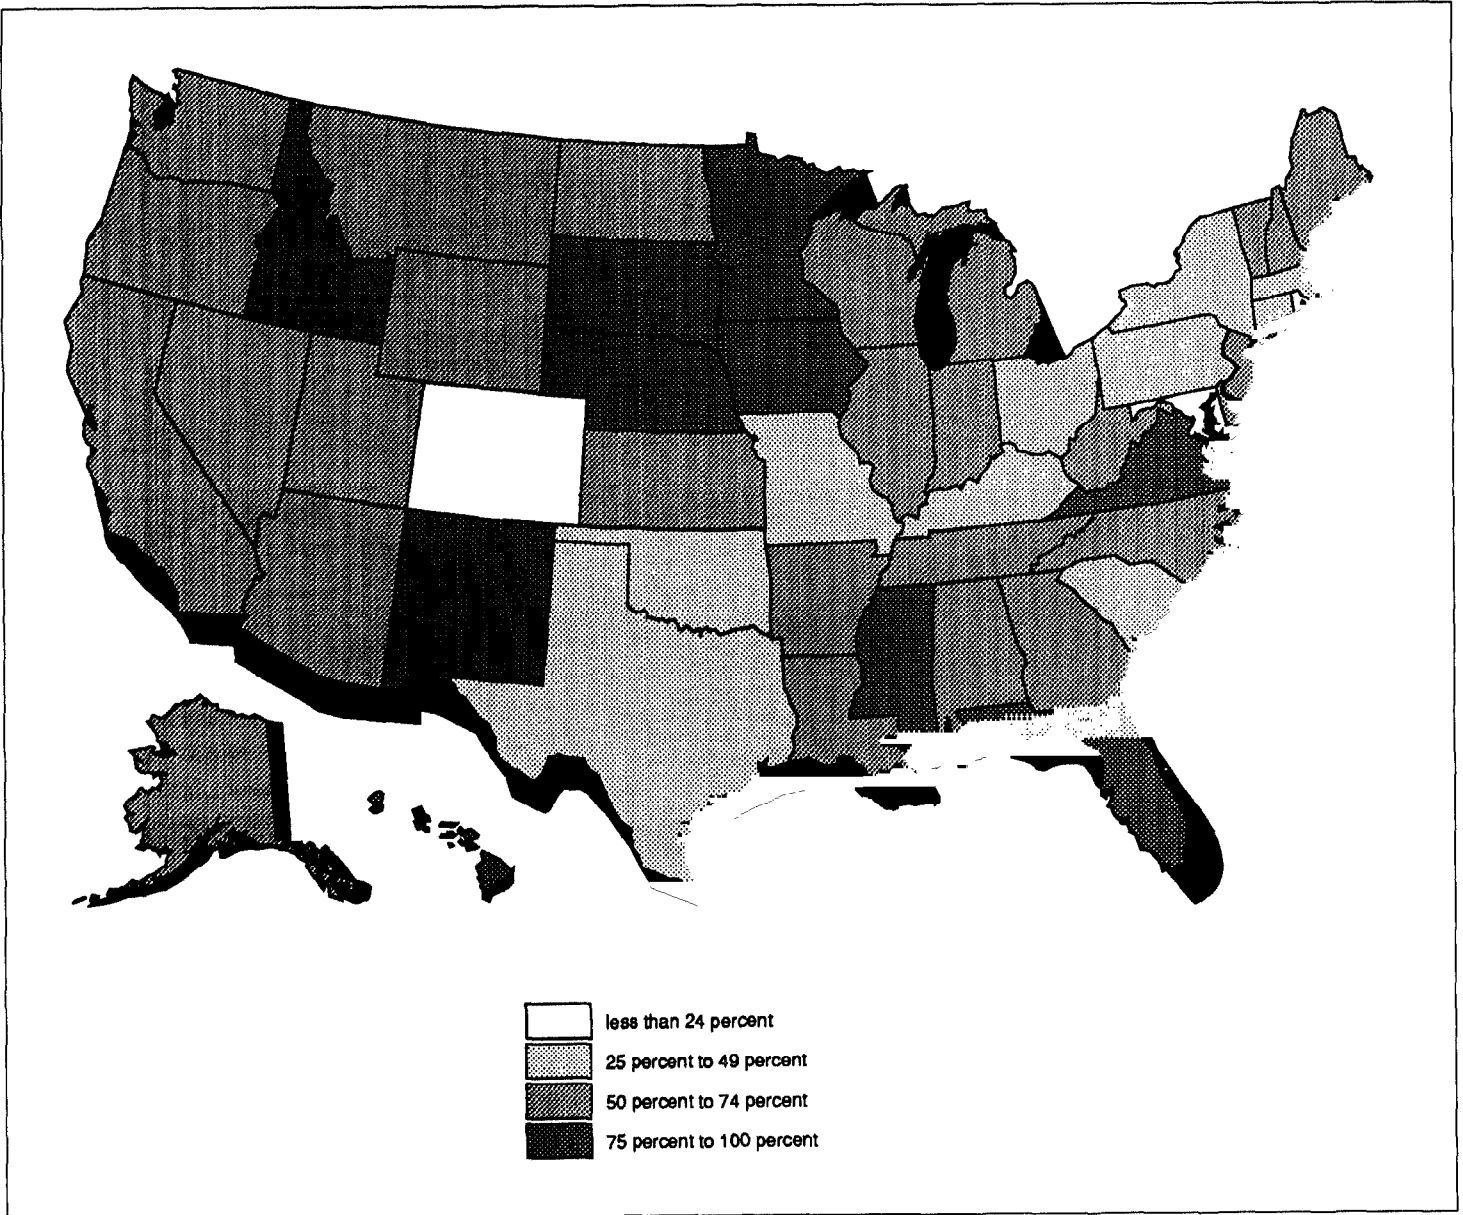 less than 24 percent
25 percent to 49 percent
50 percent to 74 percent
75 percent to 100 percent